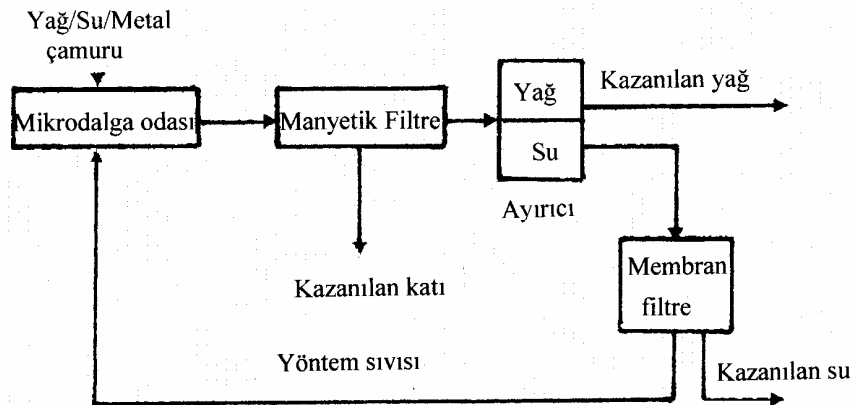 Yağ/Su/Metal
çamuru
Mikrodalga odası
Manyetik Filtre
Yağ
Su
Ayırıcı
Kazanılan yağ
Kazanılan katı
Membran
filtre
Yöntem sıvısı
Kazanılan su